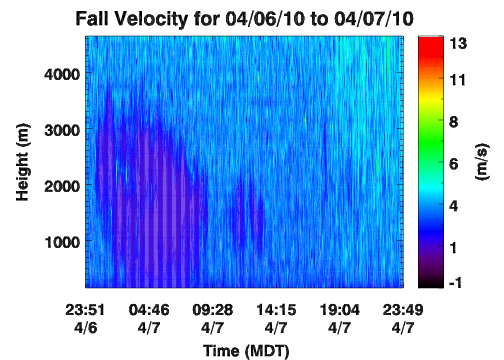 Fall Velocity for 04/06/10 to 04/07/10
Height (m)
4000
3000
2000
1000
23:51 04:46 09:28 14:15 19:04 23:49
4/6 4/7 4/7 4/7 4/7 4/7
Time (MDT)
13
11
8
6
4
1
-1
(m/s)